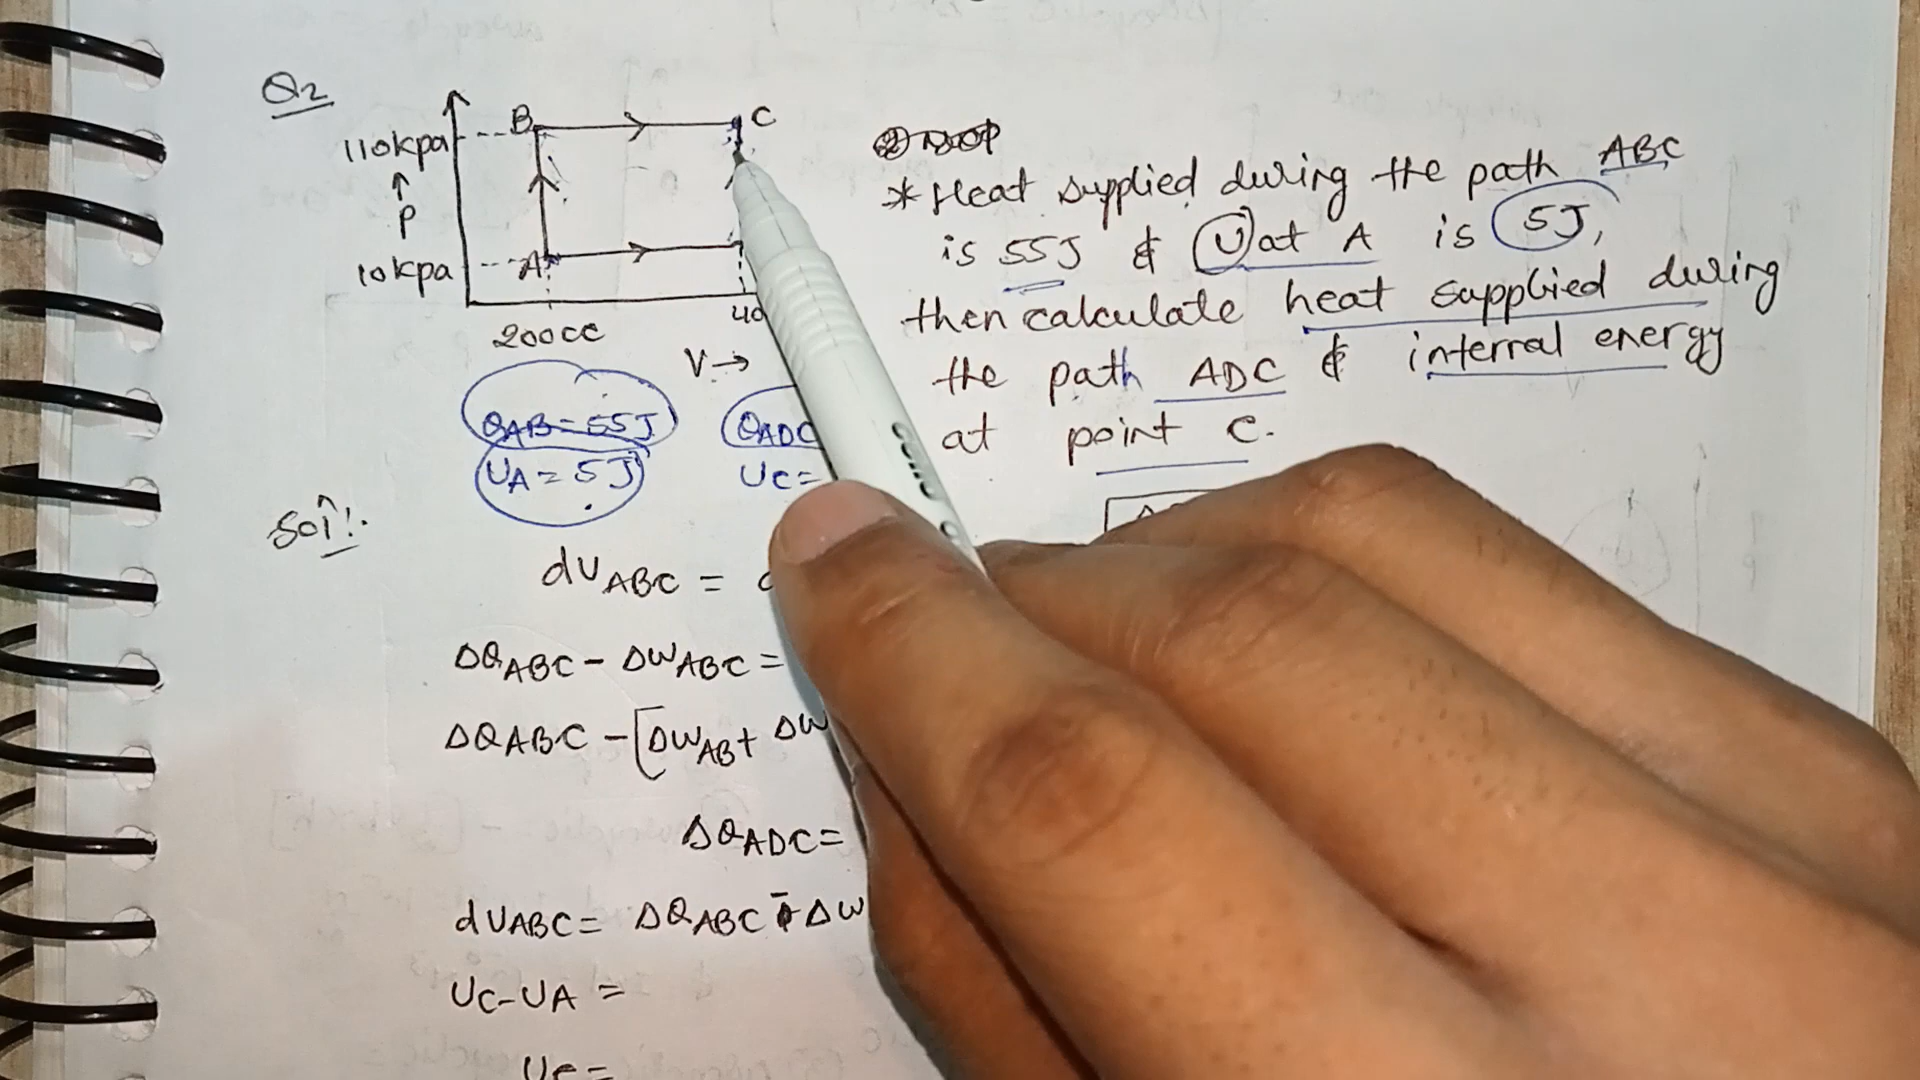 Q2
B
C
110kpa
↑
P
10kpa
A
200cc
40
V→
* Heat supplied during the path ABC
is 55J & U at A is 5J,
then calculate heat supplied during
the path ADC & internal energy
at point C.
QAB = 55J
UA = 5J
QADC
UC =
Sol:
dUABC =
ΔQABC - ΔWABC =
ΔQABC - [ΔWAB + ΔW
ΔQADC =
dUABC = ΔQABC - ΔW
UC - UA =
UC =